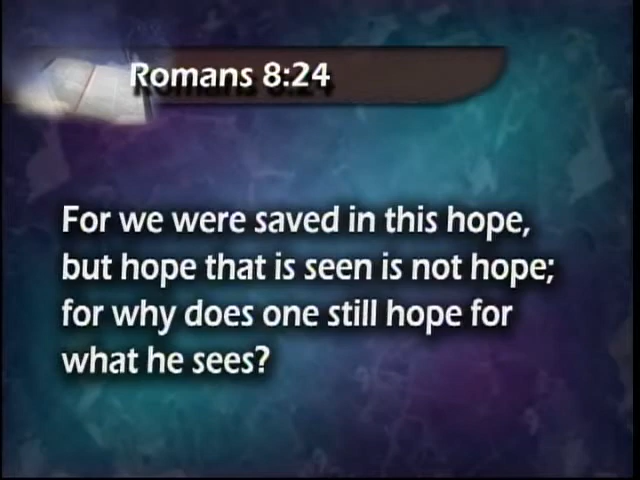 Romans 8:24
For we were saved in this hope,
but hope that is seen is not hope;
for why does one still hope for
what he sees?